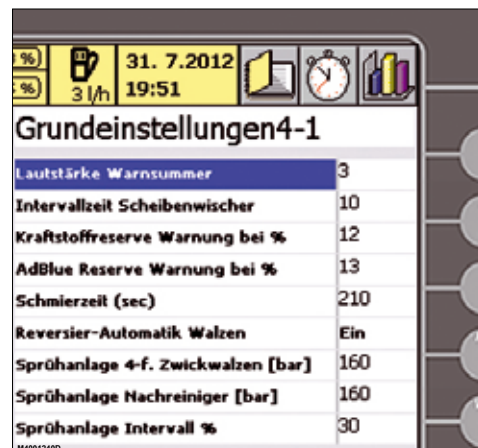 %)
3 l/h
31. 7.2012
%)
19:51
Grundeinstellungen4-1
Lautstärke Warnsummer 3
Intervallzeit Scheibenwischer 10
Kraftstoffreserve Warnung bei % 12
AdBlue Reserve Warnung bei % 13
Schmierzeit (sec) 210
Reversier-Automatik Walzen Ein
Sprühanlage 4-f. Zwickwalzen [bar] 160
Sprühanlage Nachreiniger [bar] 160
Sprühanlage Intervall % 30